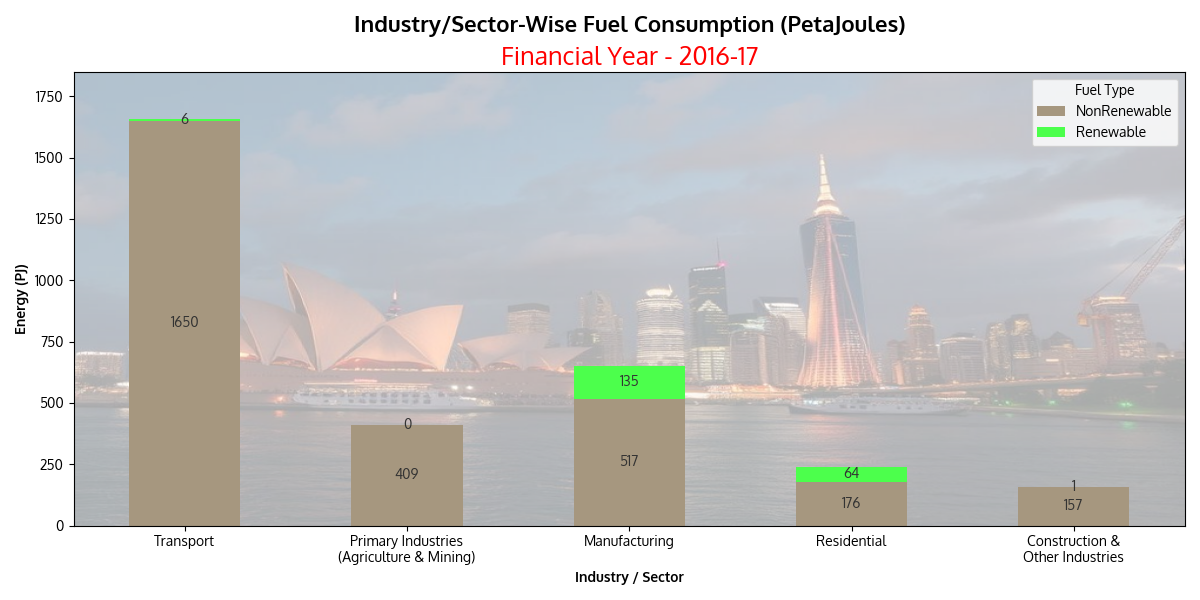 Industry/Sector-Wise Fuel Consumption (PetaJoules)
Financial Year - 2016-17
Fuel Type
NonRenewable
Renewable
Energy (PJ)
1750
1500
1250
1000
750
500
250
0
6
1650
0
409
135
517
64
176
1
157
Transport
Primary Industries
(Agriculture & Mining)
Manufacturing
Residential
Construction &
Other Industries
Industry / Sector